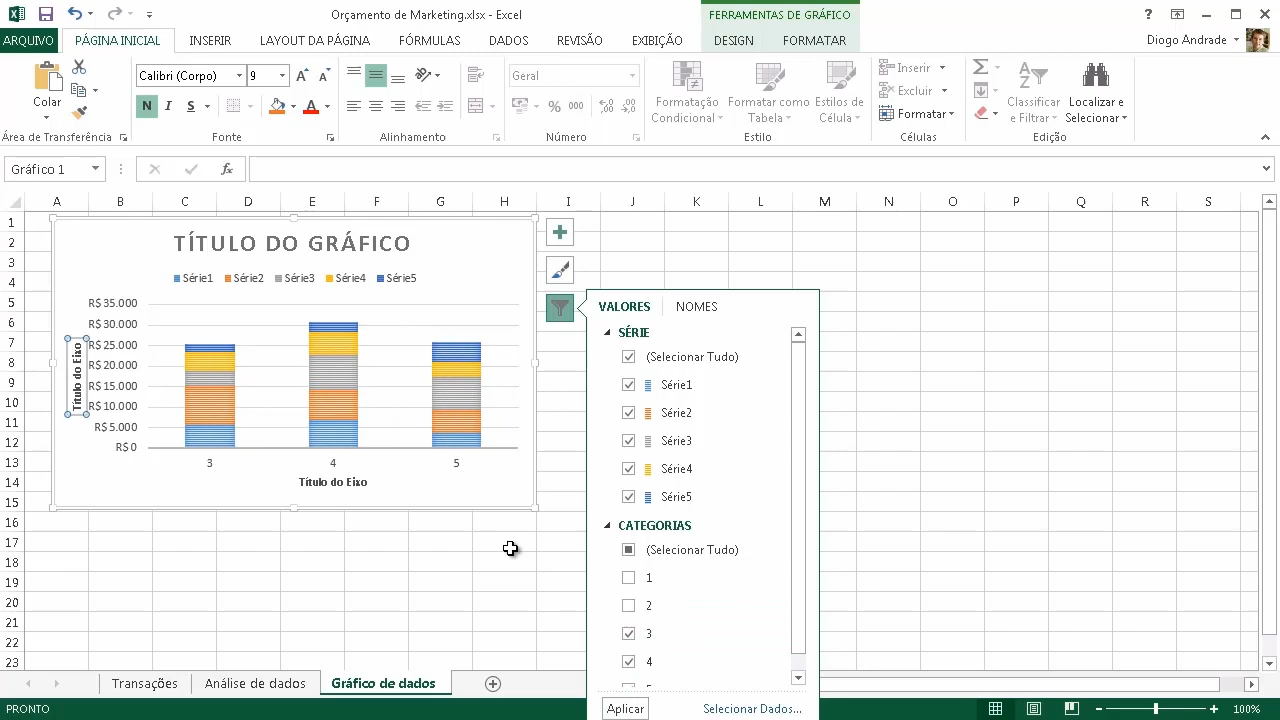 Orçamento de Marketing.xlsx - Excel
FERRAMENTAS DE GRÁFICO
?
ARQUIVO PÁGINA INICIAL INSERIR LAYOUT DA PÁGINA FÓRMULAS DADOS REVISÃO EXIBIÇÃO DESIGN FORMATAR Diogo Andrade
Colar
Calibri (Corpo) 9
Geral
N I S
% 000
Formatação Condicional
Formatar como Tabela
Estilos de Célula
Inserir
Excluir
Formatar
Classificar e Filtrar
Localizar e Selecionar
Área de Transferência Fonte Alinhamento Número Estilo Células Edição
Gráfico 1 fx
A B C D E F G H I J K L M N O P Q R S
1
2
3
4
5
6
7
8
9
10
11
12
13
14
15
16
17
18
19
20
21
22
23
TÍTULO DO GRÁFICO
Série1 Série2 Série3 Série4 Série5
R$ 35.000
R$ 30.000
R$ 25.000
R$ 20.000
R$ 15.000
R$ 10.000
R$ 5.000
R$ 0
Título do Eixo
3 4 5
Título do Eixo
VALORES NOMES
SÉRIE
(Selecionar Tudo)
Série1
Série2
Série3
Série4
Série5
CATEGORIAS
(Selecionar Tudo)
1
2
3
4
Aplicar Selecionar Dados...
Transações Análise de dados Gráfico de dados
PRONTO 100%